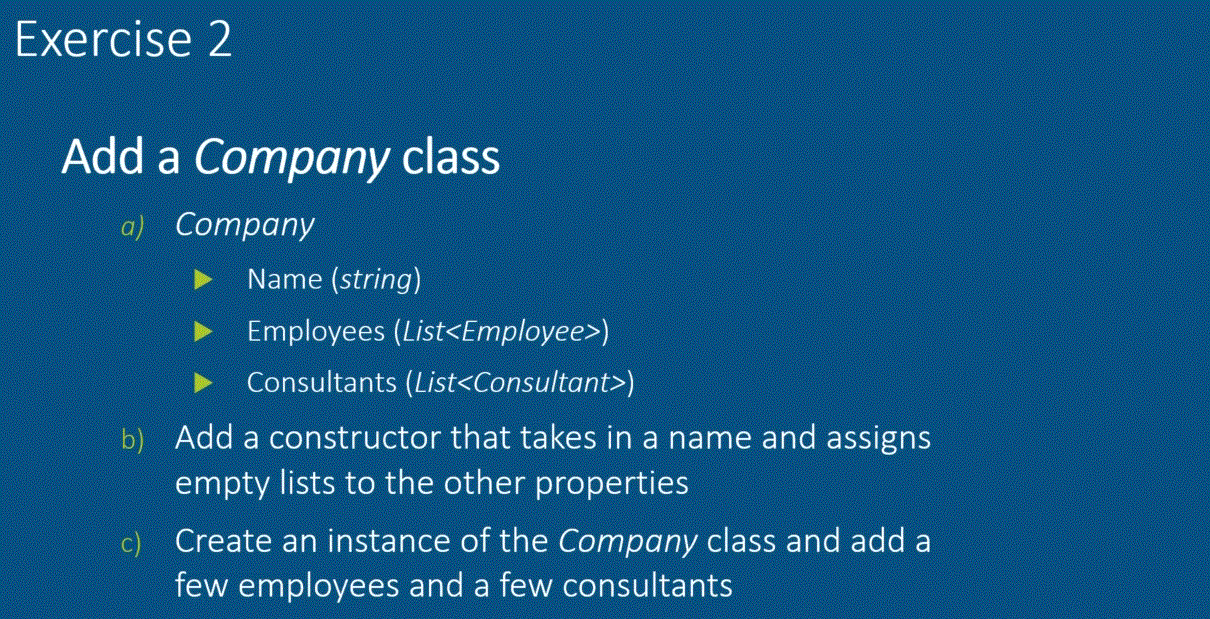 Exercise 2
Add a Company class
a) Company
Name (string)
Employees (List<Employee>)
Consultants (List<Consultant>)
b) Add a constructor that takes in a name and assigns
empty lists to the other properties
c) Create an instance of the Company class and add a
few employees and a few consultants